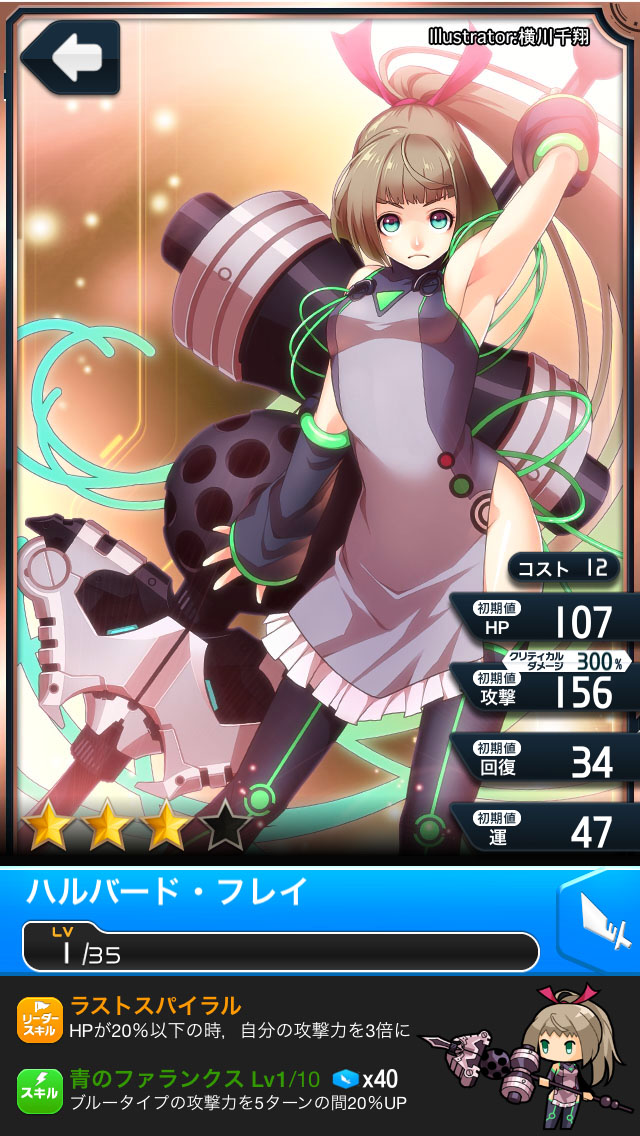 Illustrator:横川千翔
コスト 12
初期値
HP 107
クリティカル
ダメージ 300%
初期値
攻撃 156
初期値
回復 34
初期値
運 47
ハルバード・フレイ
LV
1/35
リーダー
スキル
ラストスパイラル
HPが20%以下の時, 自分の攻撃力を3倍に
スキル
青のファランクス Lv1/10 x40
ブルータイプの攻撃力を5ターンの間20%UP